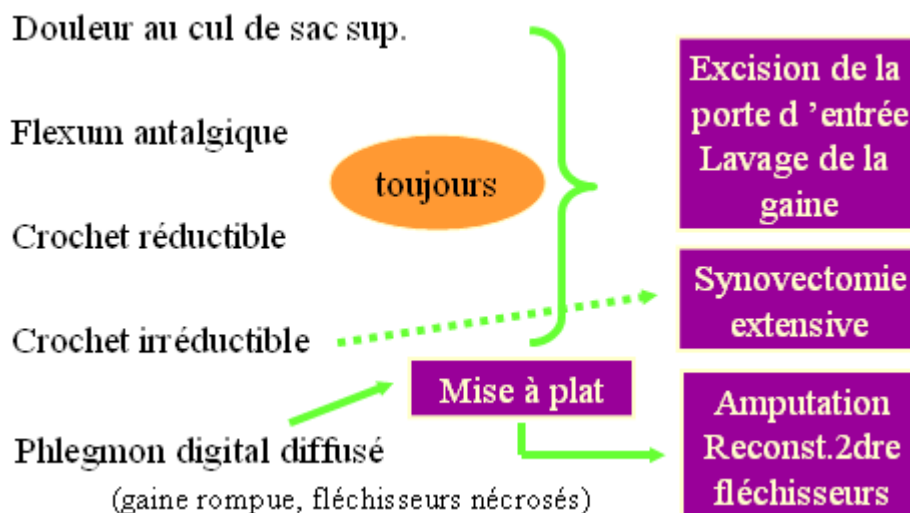 Douleur au cul de sac sup.
Flexum antalgique
toujours
Crochet réductible
Crochet irréductible
Phlegmon digital diffusé
(gaine rompue, fléchisseurs nécrosés)
Mise à plat
Excision de la
porte d ’entrée
Lavage de la
gaine
Synovectomie
extensive
Amputation
Reconst.2dre
fléchisseurs